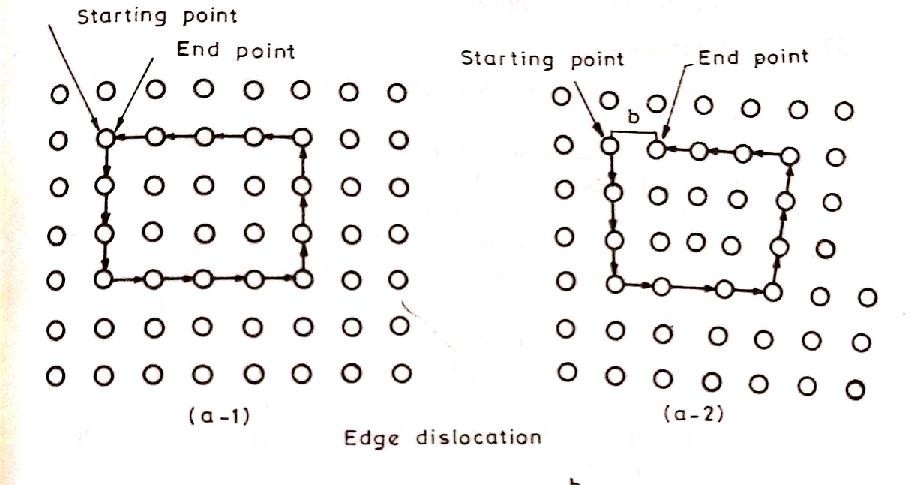 Starting point
End point
Starting point
End point
b
(a-1)
(a-2)
Edge dislocation